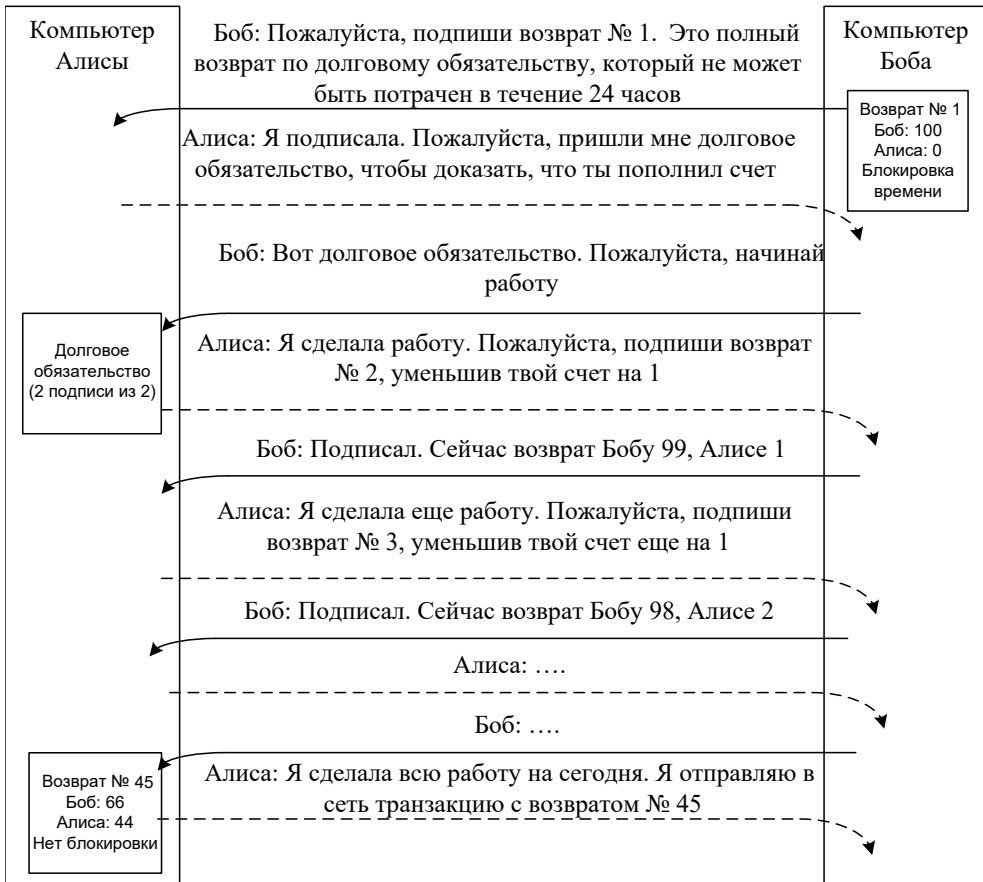 Компьютер
Алисы
Боб: Пожалуйста, подпиши возврат № 1. Это полный
возврат по долговому обязательству, который не может
быть потрачен в течение 24 часов
Компьютер
Боба
Возврат № 1
Боб: 100
Алиса: 0
Блокировка
времени
Алиса: Я подписала. Пожалуйста, пришли мне долговое
обязательство, чтобы доказать, что ты пополнил счет
Боб: Вот долговое обязательство. Пожалуйста, начинай
работу
Долговое
обязательство
(2 подписи из 2)
Алиса: Я сделала работу. Пожалуйста, подпиши возврат
№ 2, уменьшив твой счет на 1
Боб: Подписал. Сейчас возврат Бобу 99, Алисе 1
Алиса: Я сделала еще работу. Пожалуйста, подпиши
возврат № 3, уменьшив твой счет еще на 1
Боб: Подписал. Сейчас возврат Бобу 98, Алисе 2
Алиса: ….
Боб: ….
Возврат № 45
Боб: 66
Алиса: 44
Нет блокировки
Алиса: Я сделала всю работу на сегодня. Я отправляю в
сеть транзакцию с возвратом № 45